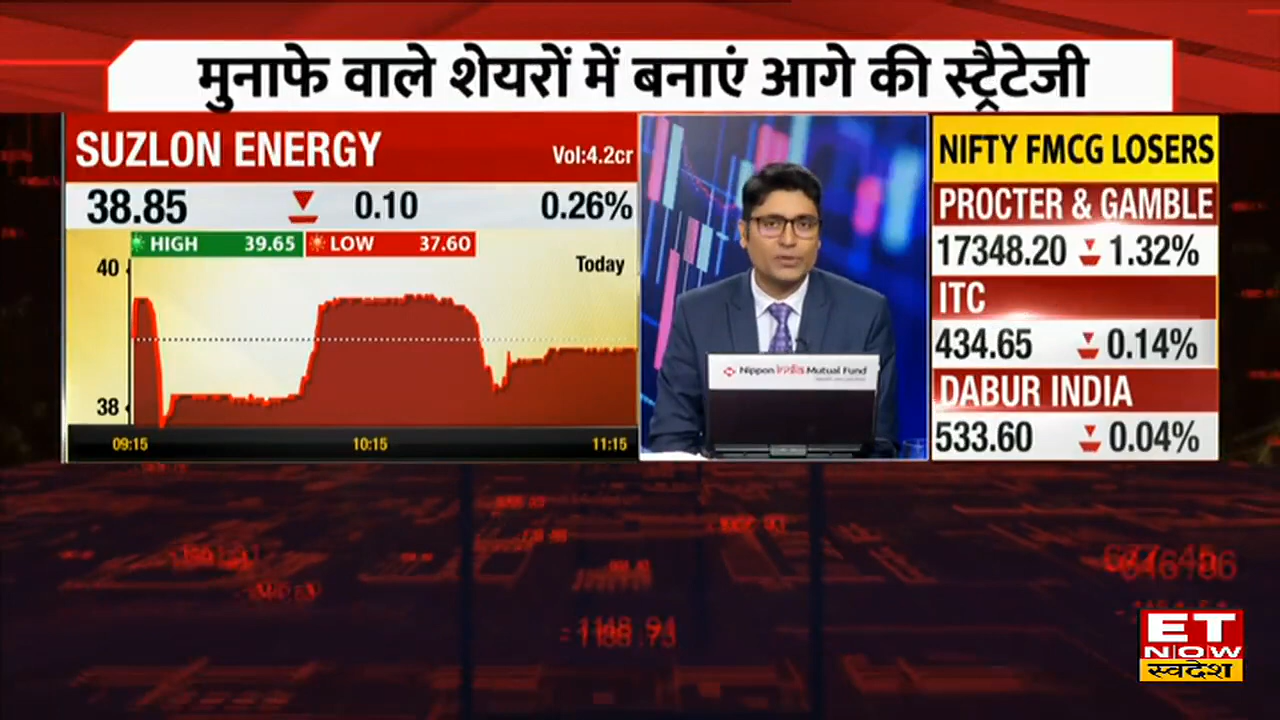 मुनाफे वाले शेयरों में बनाएं आगे की स्ट्रैटेजी
SUZLON ENERGY Vol:4.2cr
38.85 0.10 0.26%
HIGH 39.65 LOW 37.60
Today
40
38
09:15 10:15 11:15
Nippon India Mutual Fund
NIFTY FMCG LOSERS
PROCTER & GAMBLE
17348.20 1.32%
ITC
434.65 0.14%
DABUR INDIA
533.60 0.04%
ET
NOW
स्वदेश